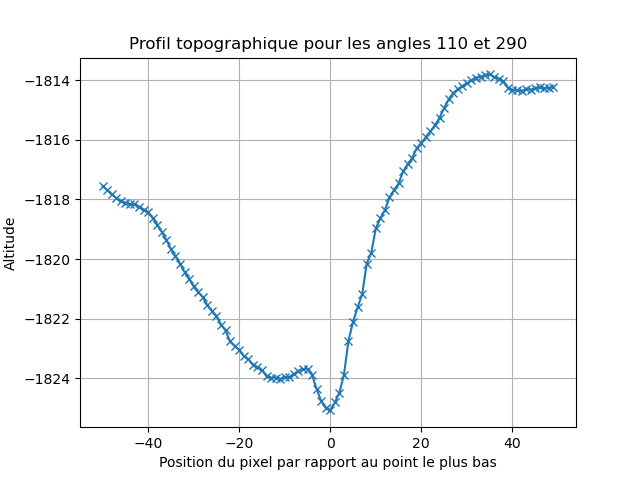 Profil topographique pour les angles 110 et 290
−1814
−1816
−1818
−1820
−1822
−1824
Altitude
−40 −20 0 20 40
Position du pixel par rapport au point le plus bas